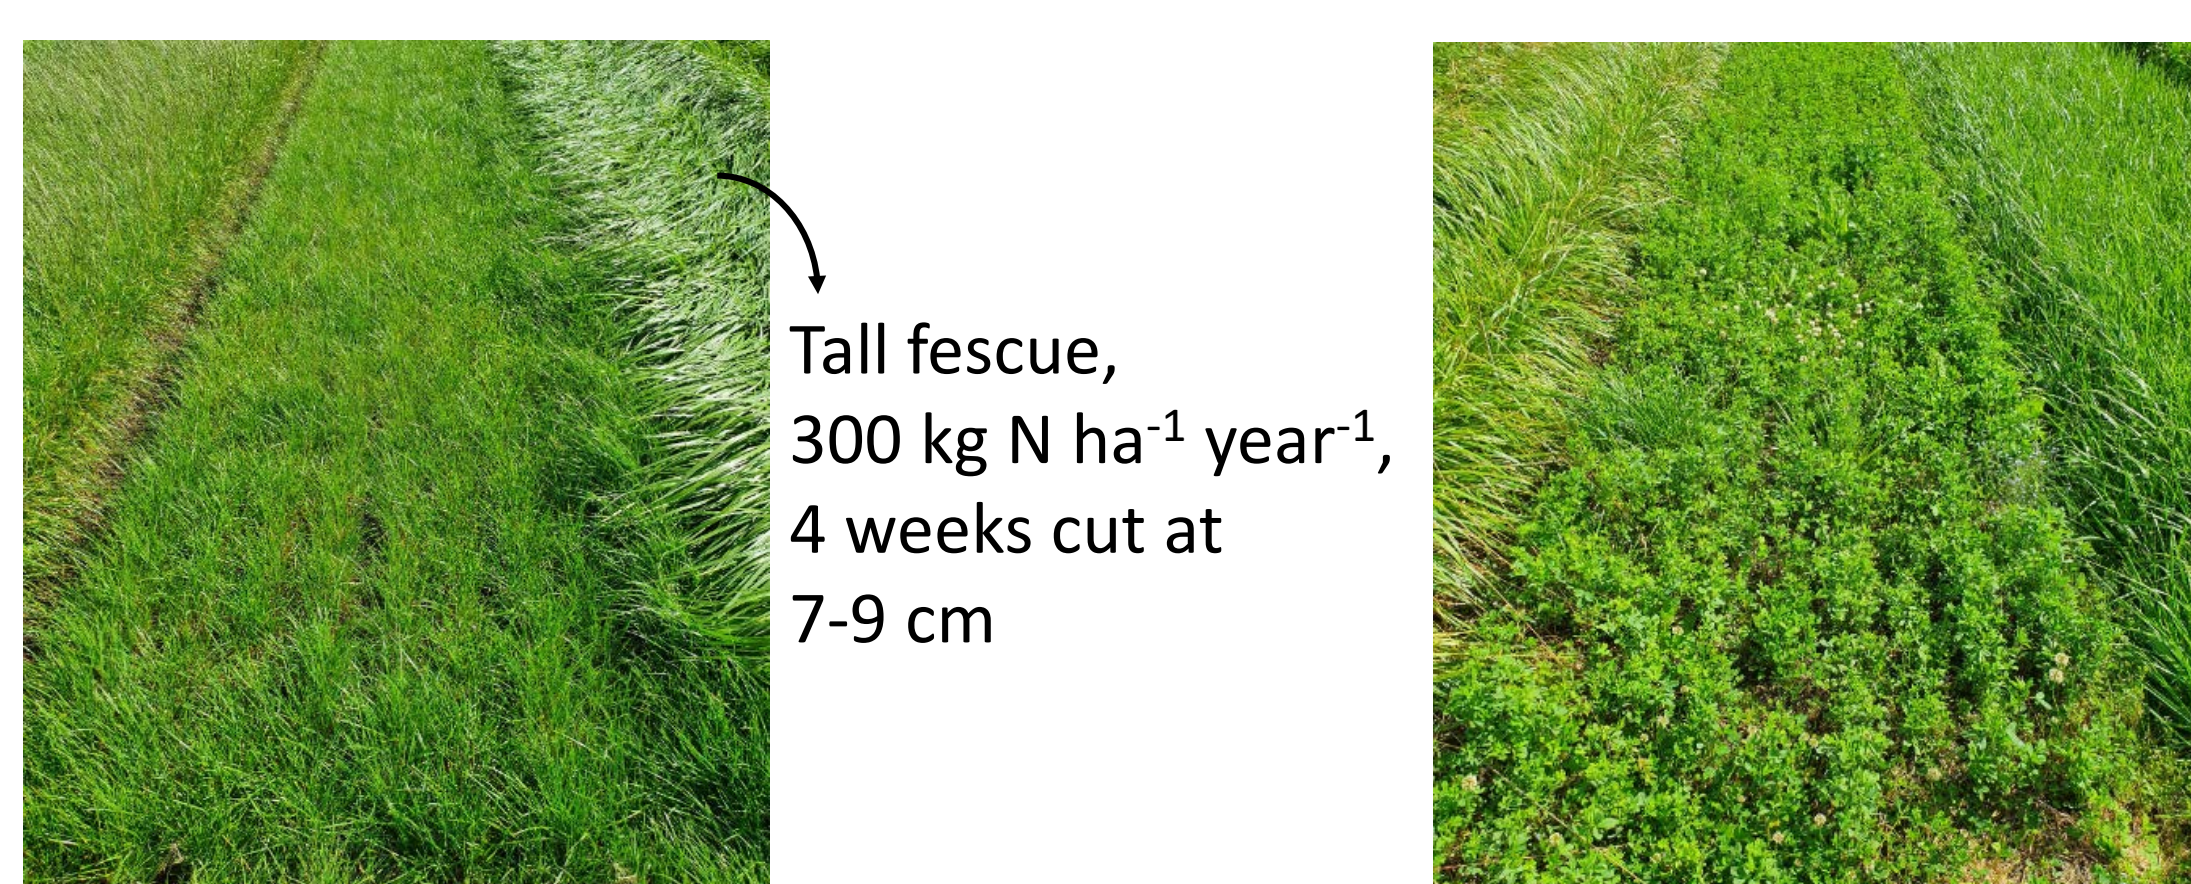 Tall fescue,
300 kg N ha⁻¹ year⁻¹,
4 weeks cut at
7-9 cm